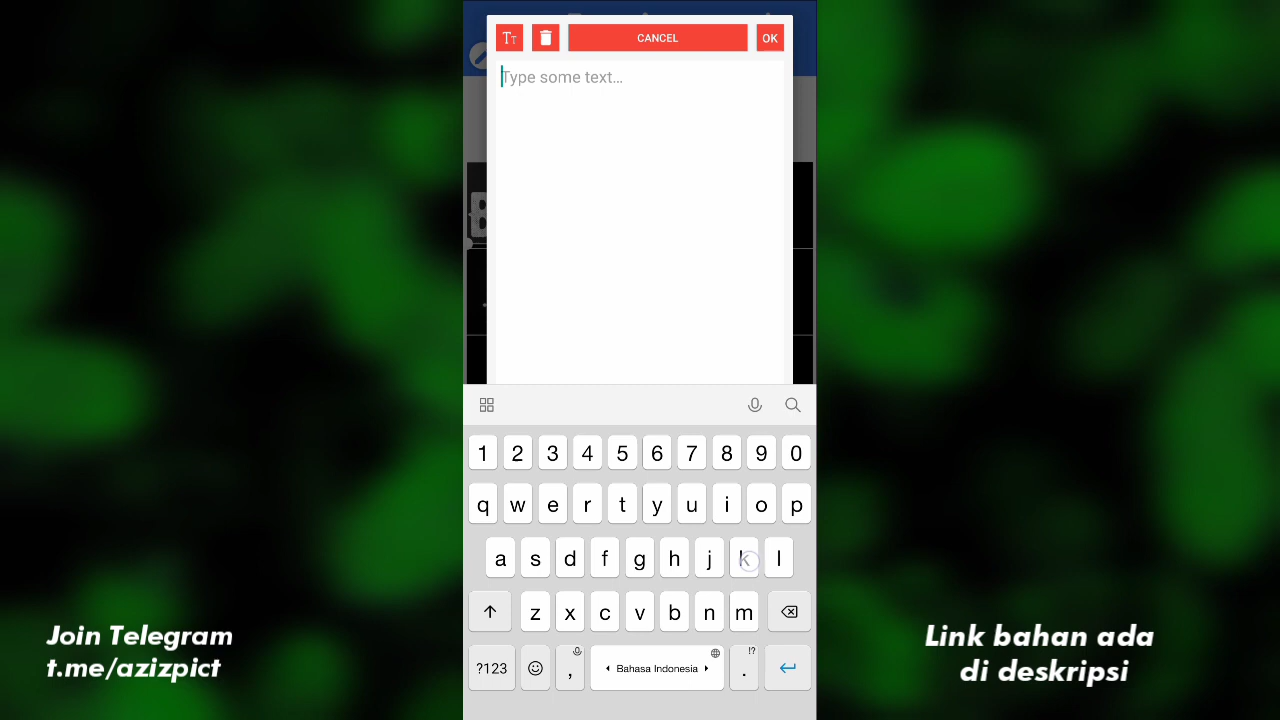 Tт
CANCEL
OK
Type some text...
1 2 3 4 5 6 7 8 9 0
q w e r t y u i o p
a s d f g h j k l
z x c v b n m
!?
?123 , Bahasa Indonesia .
Join Telegram
t.me/azizpict
Link bahan ada
di deskripsi